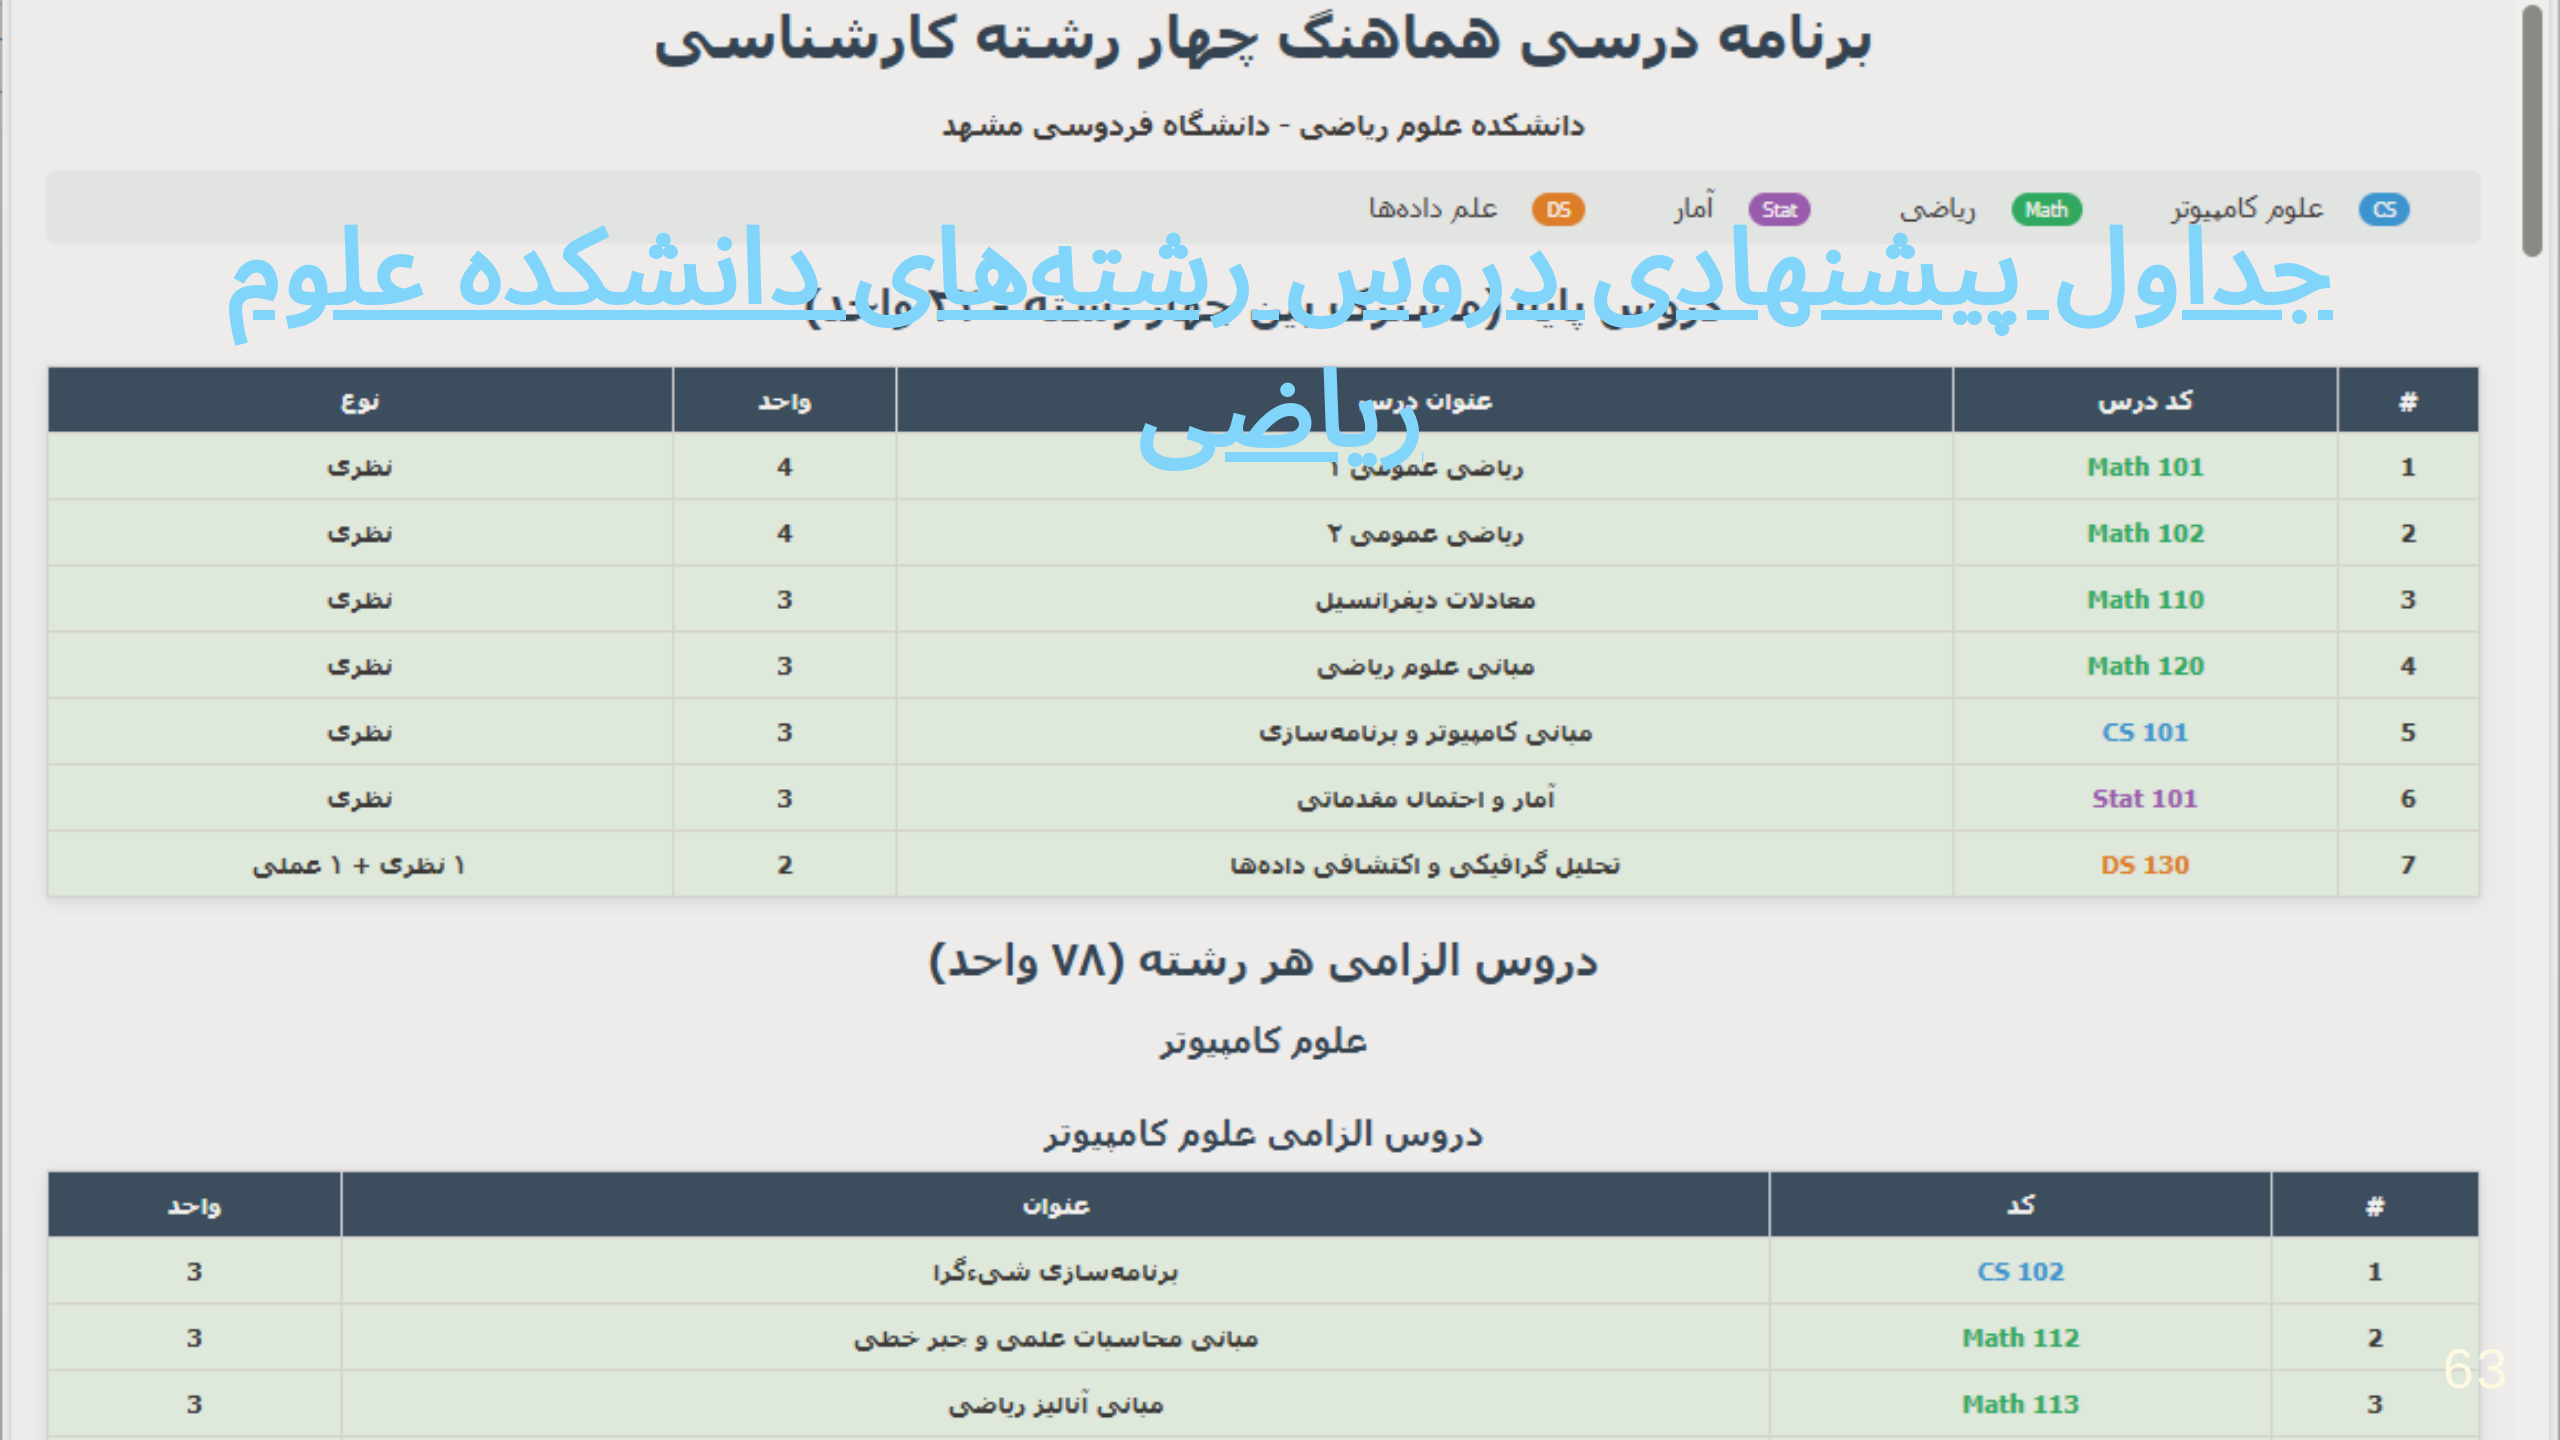 برنامه درسی هماهنگ چهار رشته کارشناسی
دانشکده علوم ریاضی - دانشگاه فردوسی مشهد
CS علوم کامپیوتر Math ریاضی Stat آمار DS علم داده‌ها
جداول پیشنهادی دروس رشته‌های دانشکده علوم
ریاضی
دروس پایه (مشترک بین چهار رشته - واحد)
# کد درس عنوان درس واحد نوع
1 Math 101 ریاضی عمومی ۱ 4 نظری
2 Math 102 ریاضی عمومی ۲ 4 نظری
3 Math 110 معادلات دیفرانسیل 3 نظری
4 Math 120 مبانی علوم ریاضی 3 نظری
5 CS 101 مبانی کامپیوتر و برنامه‌سازی 3 نظری
6 Stat 101 آمار و احتمال مقدماتی 3 نظری
7 DS 130 تحلیل گرافیکی و اکتشافی داده‌ها 2 ۱ نظری + ۱ عملی
دروس الزامی هر رشته (۷۸ واحد)
علوم کامپیوتر
دروس الزامی علوم کامپیوتر
# کد عنوان واحد
1 CS 102 برنامه‌سازی شیءگرا 3
2 Math 112 مبانی محاسبات علمی و جبر خطی 3
3 Math 113 مبانی آنالیز ریاضی 3
63